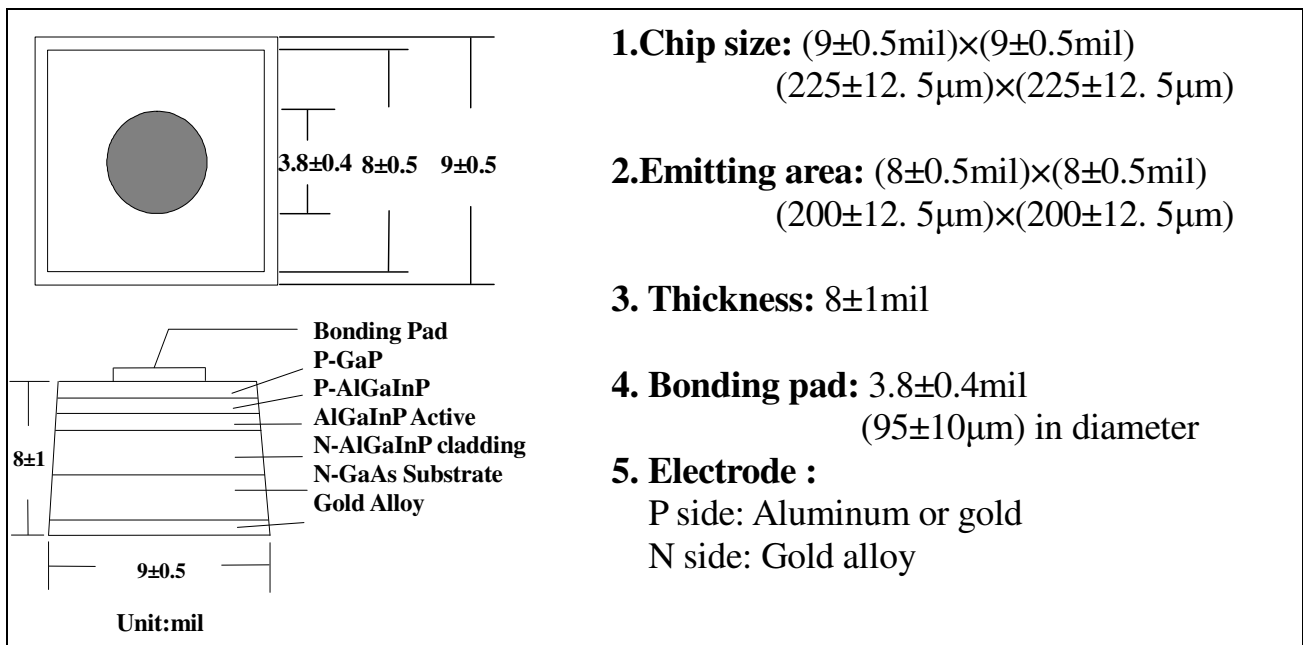 3.8±0.4 8±0.5 9±0.5
Bonding Pad
P-GaP
P-AlGaInP
AlGaInP Active
N-AlGaInP cladding
N-GaAs Substrate
Gold Alloy
8±1
9±0.5
Unit:mil
1.Chip size: (9±0.5mil)×(9±0.5mil)
(225±12. 5μm)×(225±12. 5μm)
2.Emitting area: (8±0.5mil)×(8±0.5mil)
(200±12. 5μm)×(200±12. 5μm)
3. Thickness: 8±1mil
4. Bonding pad: 3.8±0.4mil
(95±10μm) in diameter
5. Electrode :
P side: Aluminum or gold
N side: Gold alloy